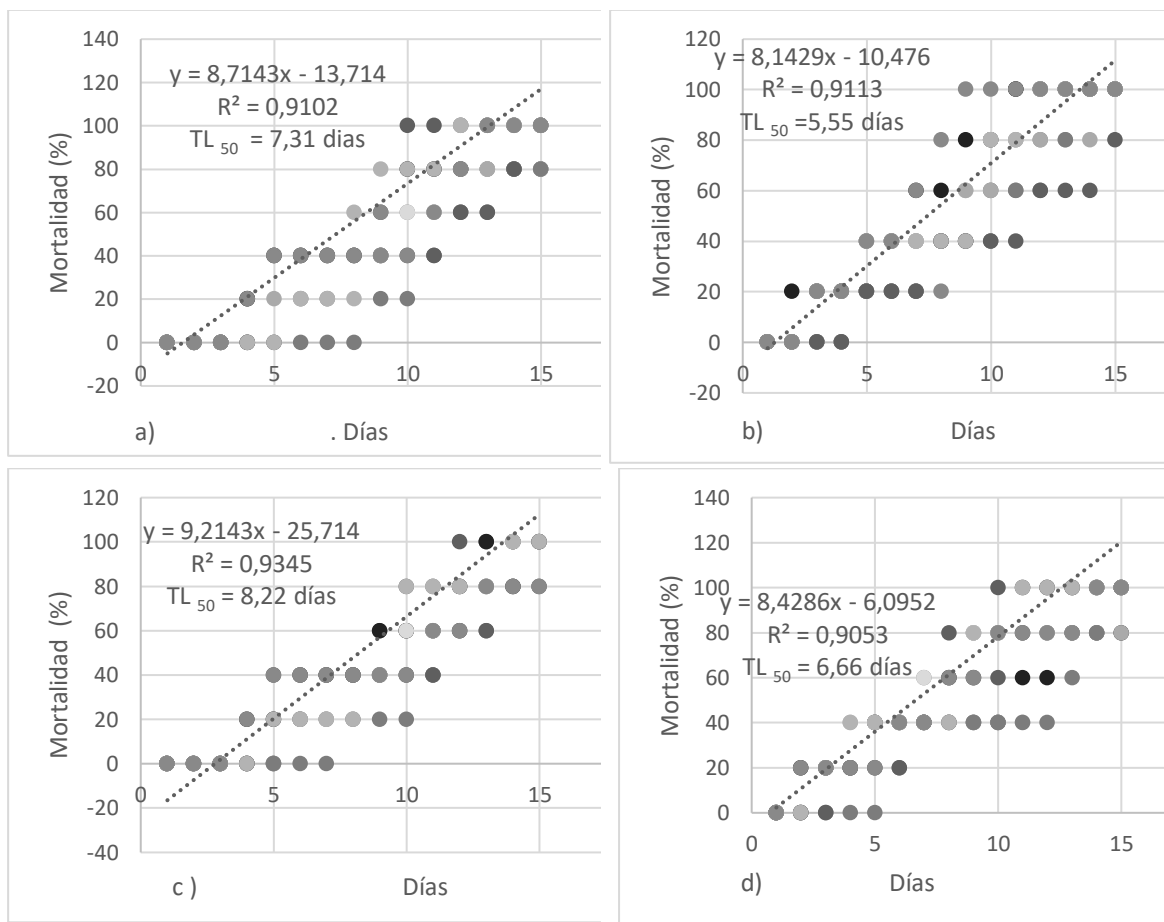 140
120
100
80
60
40
20
0
-20
0
5
10
15
Mortalidad (%)
y = 8,7143x - 13,714
R² = 0,9102
TL 50 = 7,31 dias
a)
. Días
140
120
100
80
60
40
20
0
-20
0
5
10
15
Mortalidad (%)
y = 8,1429x - 10,476
R² = 0,9113
TL 50 =5,55 días
b)
Días
120
100
80
60
40
20
0
-20
-40
0
5
10
15
Mortalidad (%)
y = 9,2143x - 25,714
R² = 0,9345
TL 50 = 8,22 días
c )
Días
140
120
100
80
60
40
20
0
0
5
10
15
Mortalidad (%)
y = 8,4286x - 6,0952
R² = 0,9053
TL 50 = 6,66 días
d)
Días